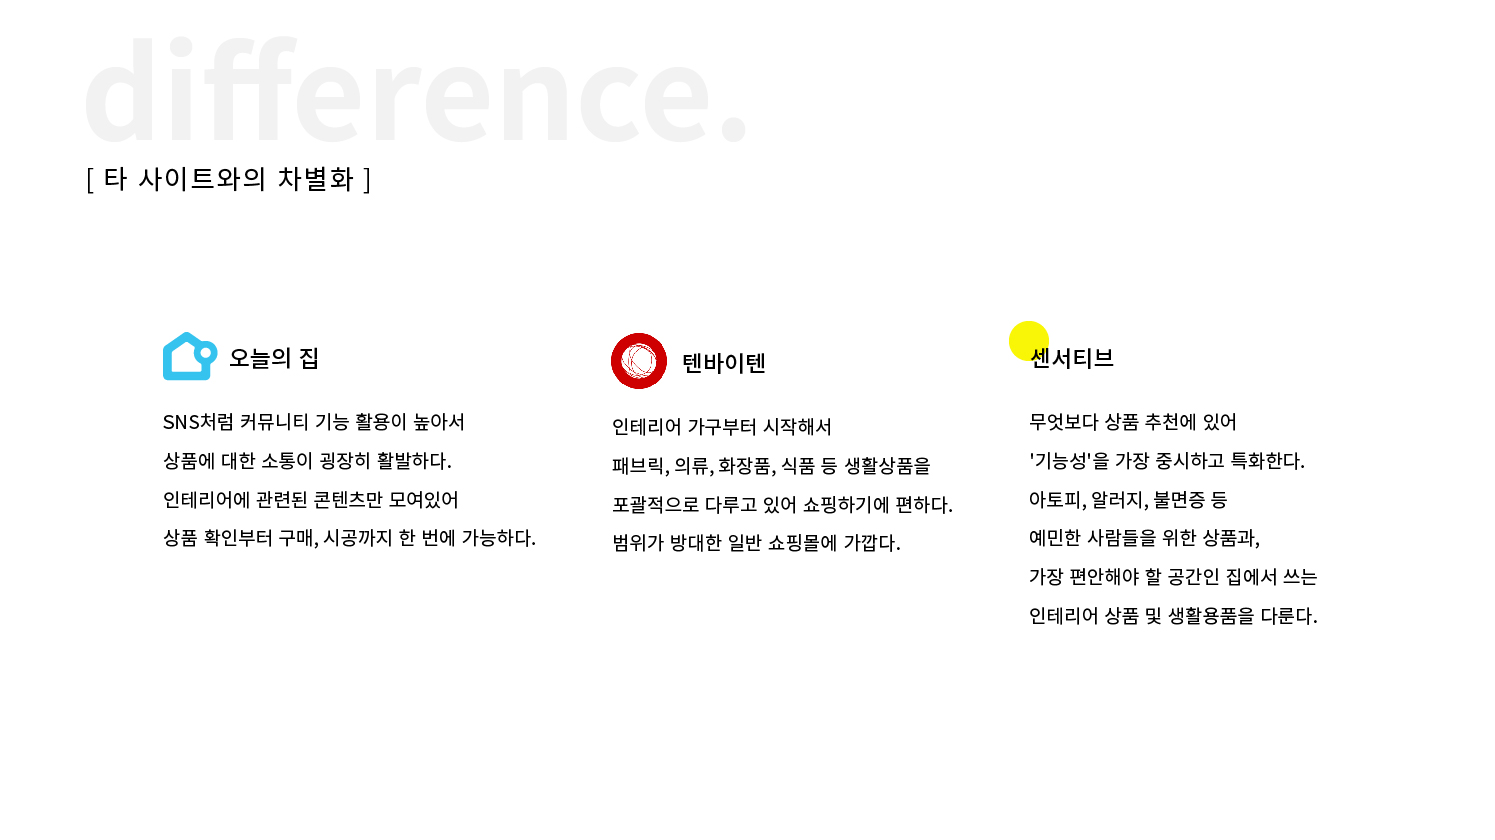 difference.
[ 타 사이트와의 차별화 ]
오늘의 집
SNS처럼 커뮤니티 기능 활용이 높아서
상품에 대한 소통이 굉장히 활발하다.
인테리어에 관련된 콘텐츠만 모여있어
상품 확인부터 구매, 시공까지 한 번에 가능하다.
텐바이텐
인테리어 가구부터 시작해서
패브릭, 의류, 화장품, 식품 등 생활상품을
포괄적으로 다루고 있어 쇼핑하기에 편하다.
범위가 방대한 일반 쇼핑몰에 가깝다.
센서티브
무엇보다 상품 추천에 있어
'기능성'을 가장 중시하고 특화한다.
아토피, 알러지, 불면증 등
예민한 사람들을 위한 상품과,
가장 편안해야 할 공간인 집에서 쓰는
인테리어 상품 및 생활용품을 다룬다.